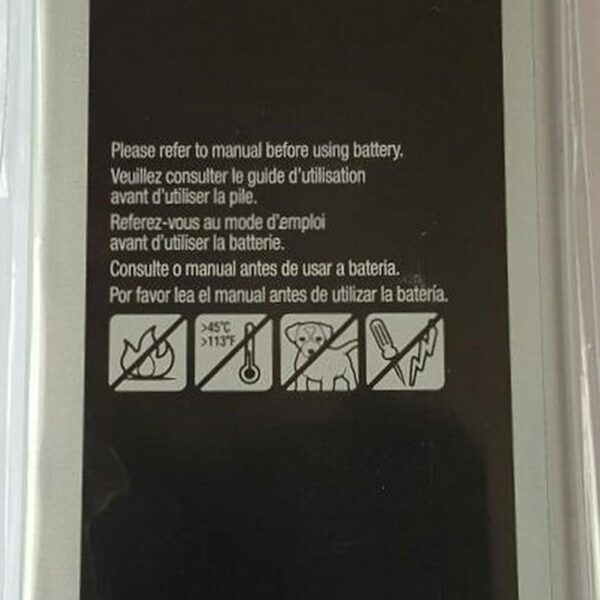 Please refer to manual before using battery.
Veuillez consulter le guide d'utilisation
avant d'utiliser la pile.
Referez-vous au mode d'emploi
avant d'utiliser la batterie.
Consulte o manual antes de usar a bateria.
Por favor lea el manual antes de utilizar la batería.
>45°C
>113°F